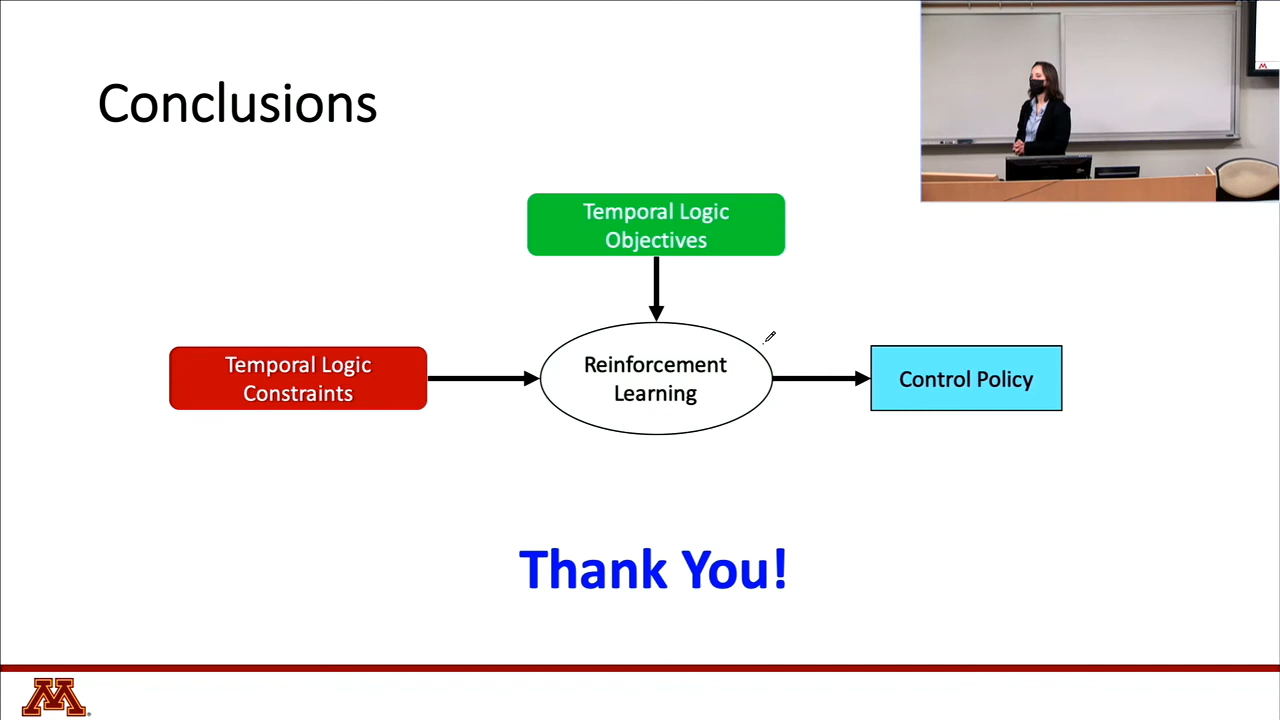 Conclusions
Temporal Logic
Objectives
Temporal Logic
Constraints
Reinforcement
Learning
Control Policy
Thank You!
M